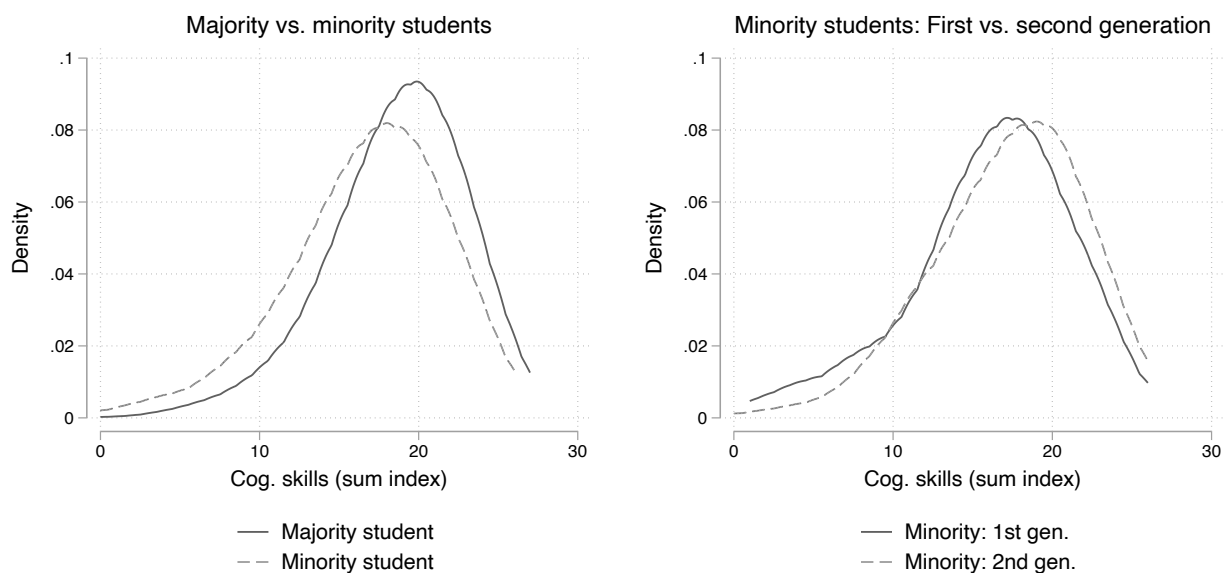 Majority vs. minority students
.1
.08
.06
.04
.02
0
Density
0 10 20 30
Cog. skills (sum index)
Majority student
Minority student
Minority students: First vs. second generation
.1
.08
.06
.04
.02
0
Density
0 10 20 30
Cog. skills (sum index)
Minority: 1st gen.
Minority: 2nd gen.